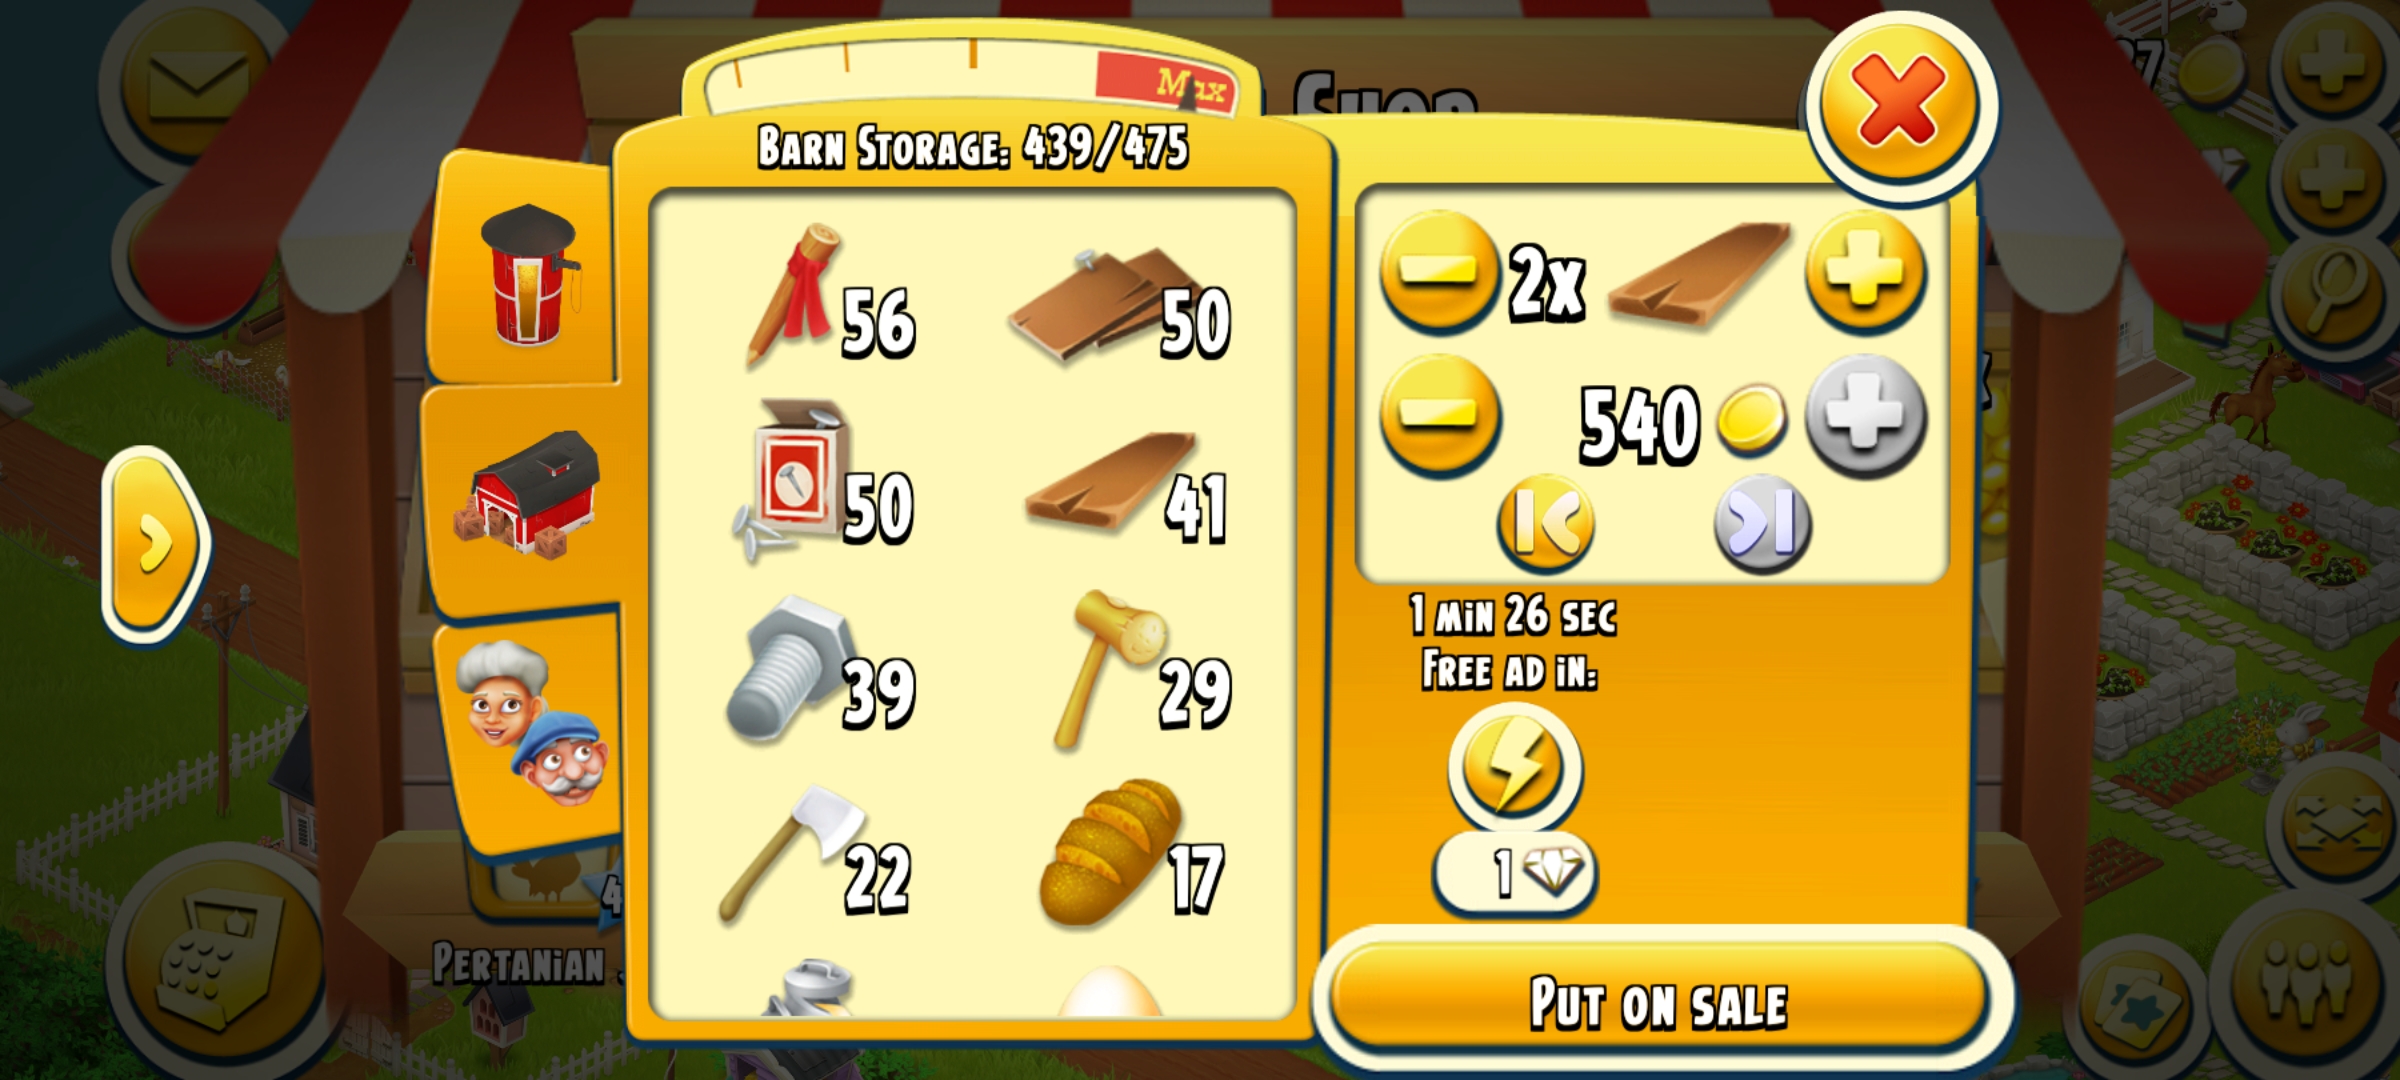 Shop
Max
Barn Storage: 439/475
56
50
50
41
39
29
22
17
2x
540
1 min 26 sec
Free ad in:
1
Put on sale
Pertanian